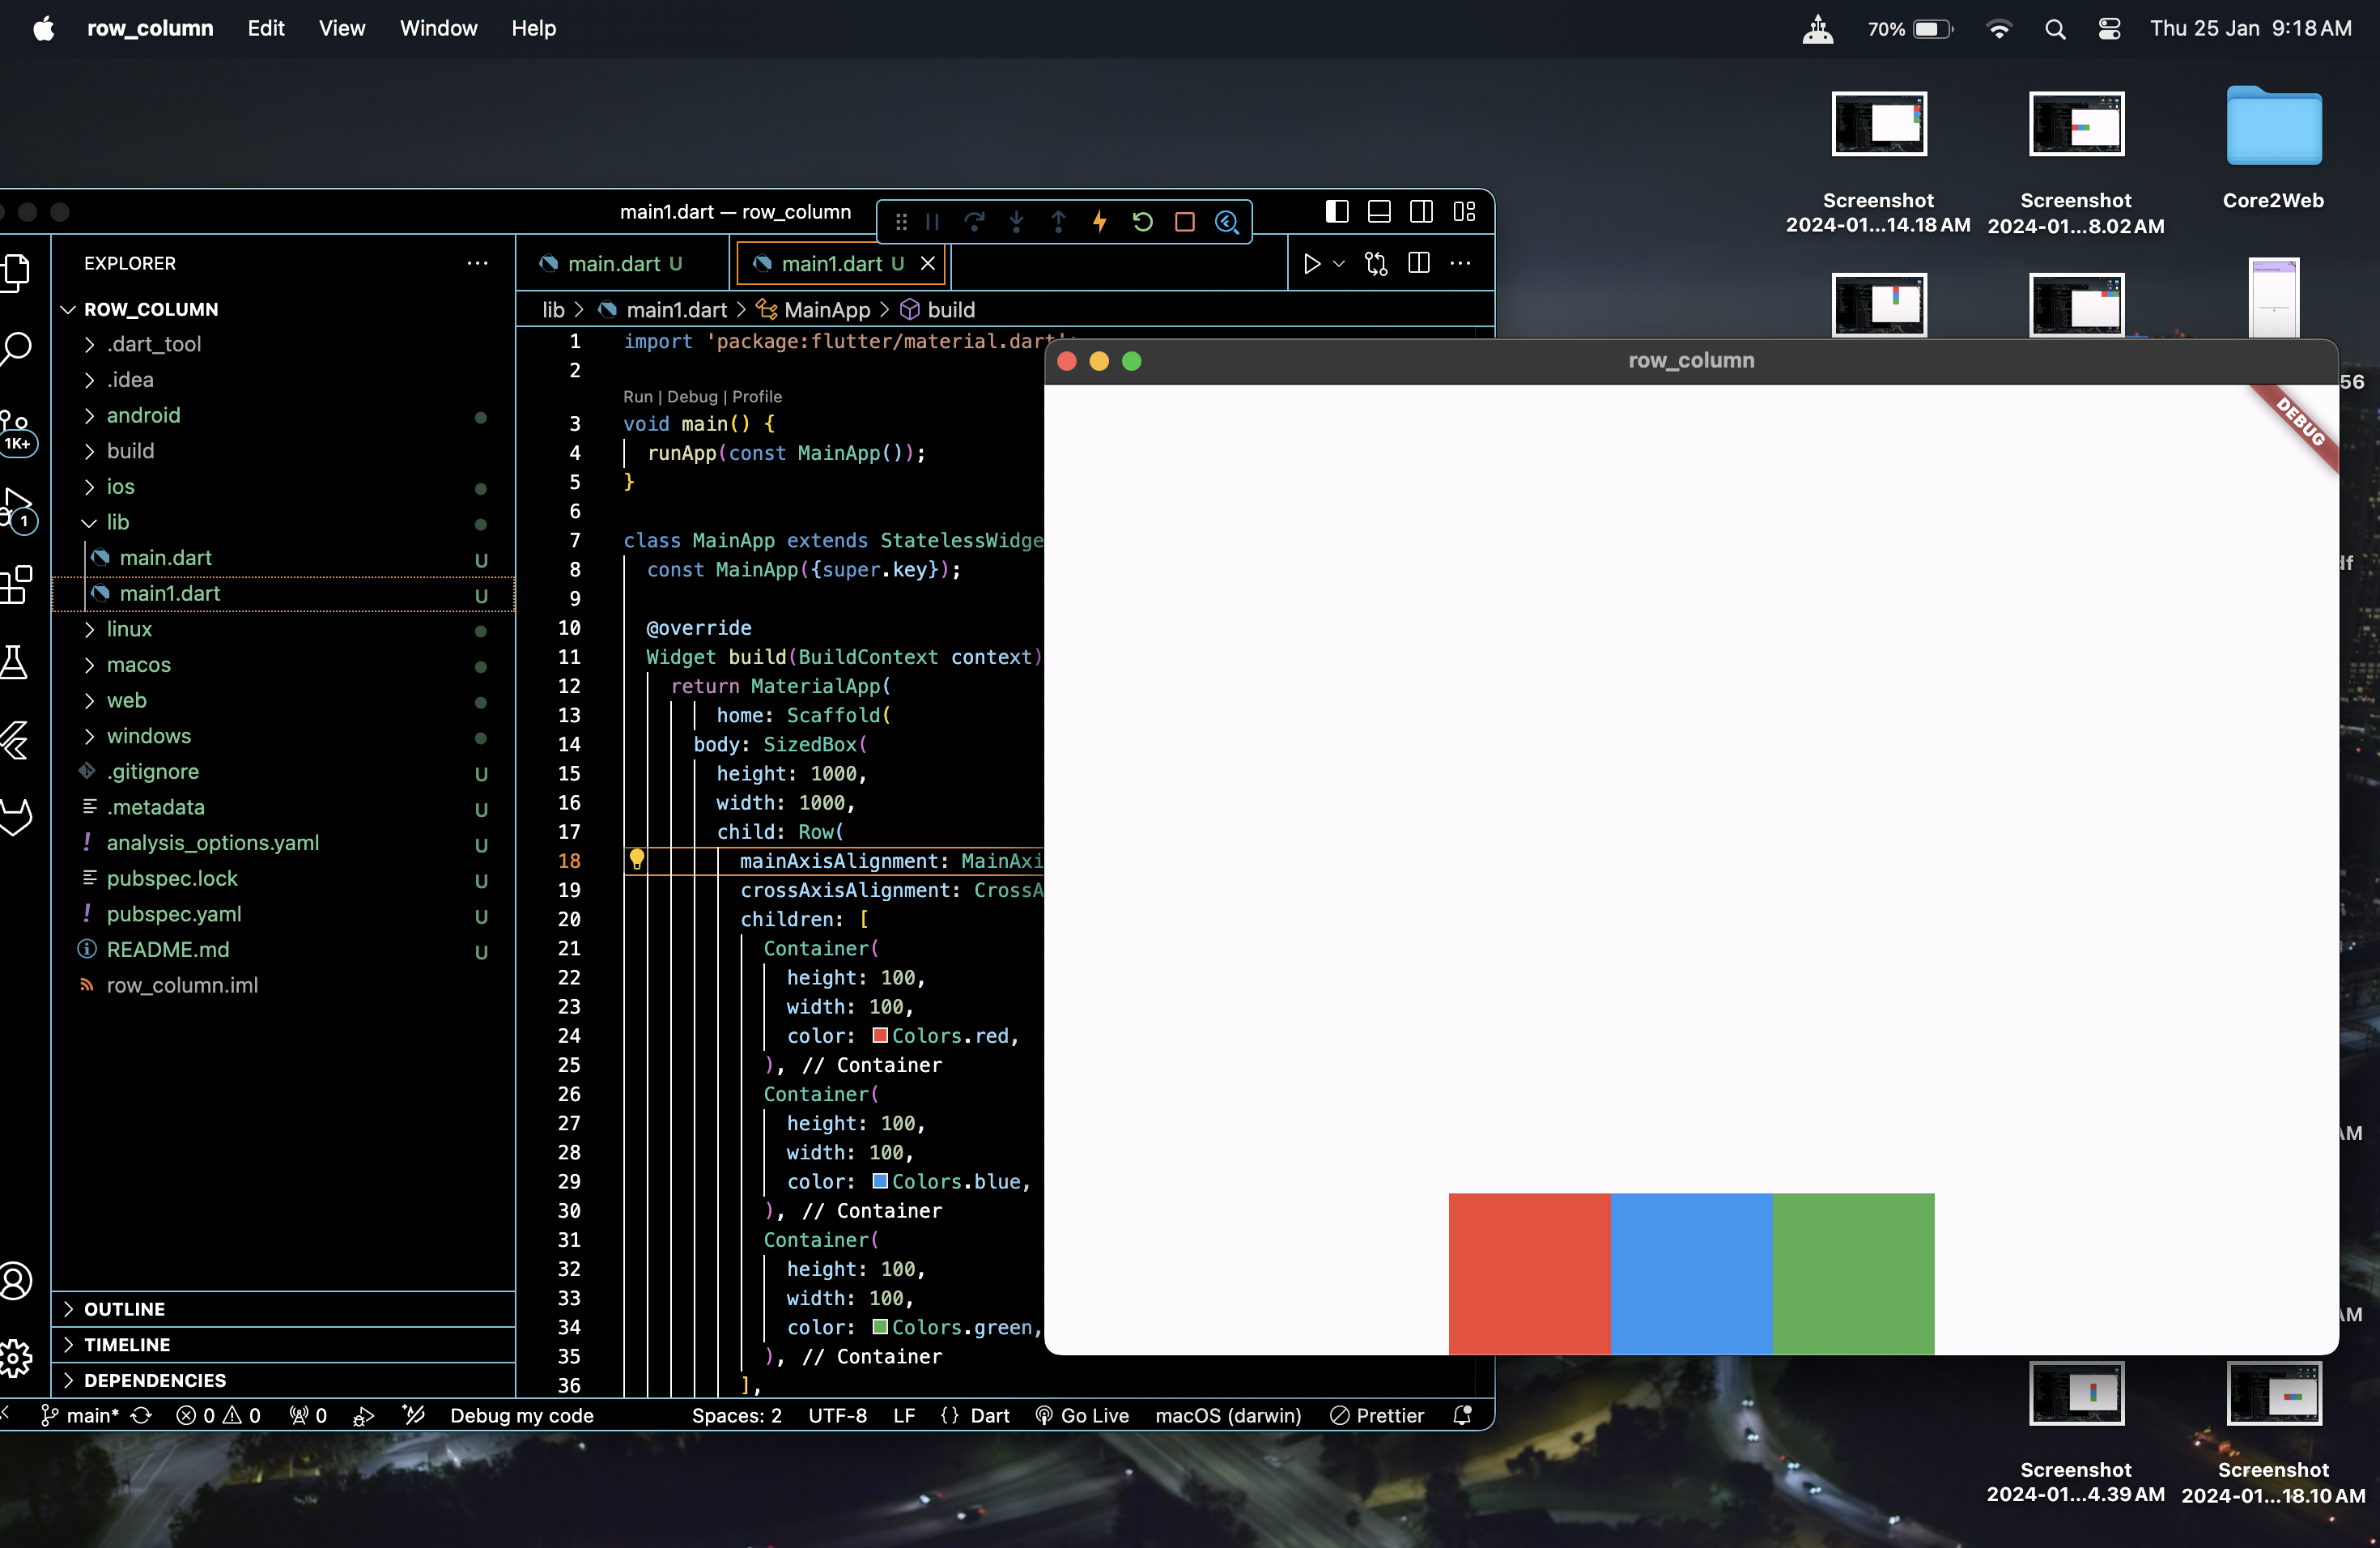 row_column Edit View Window Help
70% Thu 25 Jan 9:18 AM
Screenshot
2024-01...14.18 AM
Screenshot
2024-01...8.02 AM
Core2Web
main1.dart — row_column
EXPLORER
main.dart U
main1.dart U
ROW_COLUMN
lib > main1.dart > MainApp > build
.dart_tool
.idea
android
build
ios
lib
main.dart U
main1.dart U
linux
macos
web
windows
.gitignore U
.metadata U
analysis_options.yaml U
pubspec.lock U
pubspec.yaml U
README.md U
row_column.iml
OUTLINE
TIMELINE
DEPENDENCIES
1K+
1
1 import 'package:flutter/material.dart';
2
Run | Debug | Profile
3 void main() {
4 runApp(const MainApp());
5 }
6
7 class MainApp extends StatelessWidge
8 const MainApp({super.key});
9
10 @override
11 Widget build(BuildContext context)
12 return MaterialApp(
13 home: Scaffold(
14 body: SizedBox(
15 height: 1000,
16 width: 1000,
17 child: Row(
18 mainAxisAlignment: MainAxi
19 crossAxisAlignment: CrossA
20 children: [
21 Container(
22 height: 100,
23 width: 100,
24 color: Colors.red,
25 ), // Container
26 Container(
27 height: 100,
28 width: 100,
29 color: Colors.blue,
30 ), // Container
31 Container(
32 height: 100,
33 width: 100,
34 color: Colors.green,
35 ), // Container
36 ],
row_column
DEBUG
56
df
AM
AM
main* 0 0 0 Debug my code Spaces: 2 UTF-8 LF {} Dart Go Live macOS (darwin) Prettier
Screenshot
2024-01...4.39 AM
Screenshot
2024-01...18.10 AM